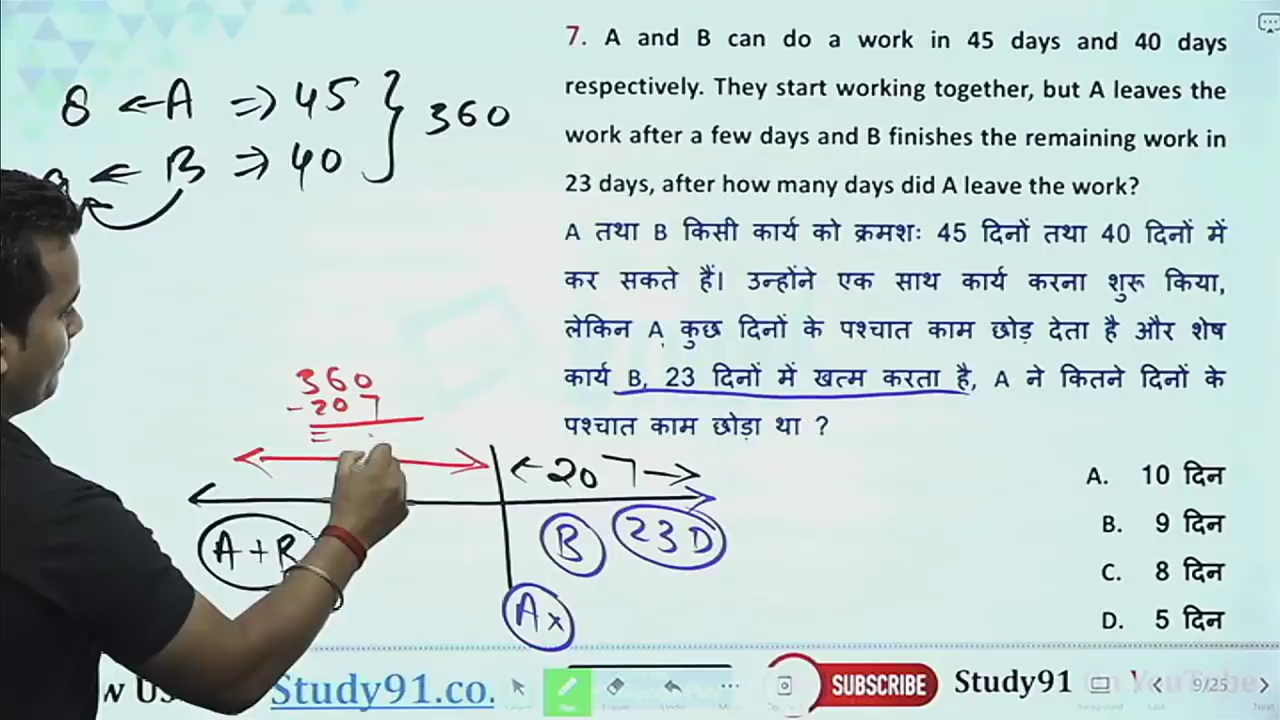 8 ← A ⇒ 45
← B ⇒ 40
} 360
7. A and B can do a work in 45 days and 40 days
respectively. They start working together, but A leaves the
work after a few days and B finishes the remaining work in
23 days, after how many days did A leave the work?
A तथा B किसी कार्य को क्रमशः 45 दिनों तथा 40 दिनों में
कर सकते हैं। उन्होंने एक साथ कार्य करना शुरू किया,
लेकिन A कुछ दिनों के पश्चात काम छोड़ देता है और शेष
कार्य B, 23 दिनों में खत्म करता है, A ने कितने दिनों के
पश्चात काम छोड़ा था ?
360
-207
=
←207→
A+B
B
23D
A×
A. 10 दिन
B. 9 दिन
C. 8 दिन
D. 5 दिन
Study91.co.
SUBSCRIBE
Study91
on YouTube
9/25